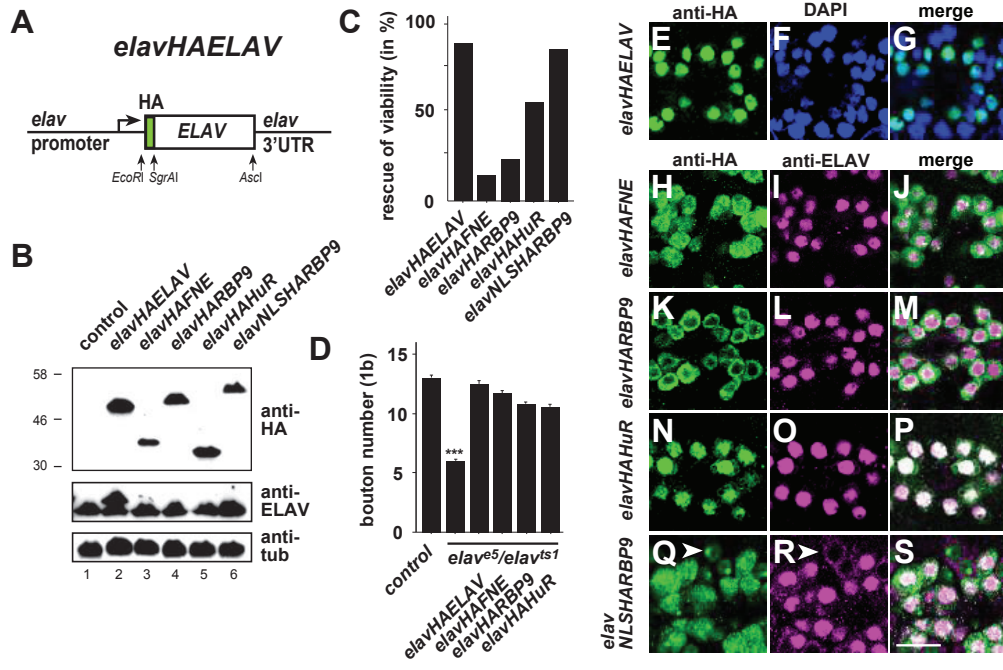 A
elavHAELAV
HA
elav
promoter
ELAV
elav
3'UTR
EcoRI
SgrAI
AscI
B
control
elavHAELAV
elavHAFNE
elavHARBP9
elavHAHuR
elavNLSHARBP9
58
46
30
anti-
HA
anti-
ELAV
anti-
tub
1 2 3 4 5 6
C
rescue of viability (in %)
100
50
0
elavHAELAV
elavHAFNE
elavHARBP9
elavHAHuR
elavNLSHARBP9
D
bouton number (1b)
15
10
5
0
***
control
elave5/elavts1
elavHAELAV
elavHAFNE
elavHARBP9
elavHAHuR
anti-HA DAPI merge
elavHAELAV
E F G
anti-HA anti-ELAV merge
elavHAFNE
H I J
elavHARBP9
K L M
elavHAHuR
N O P
elav
NLSHARBP9
Q R S